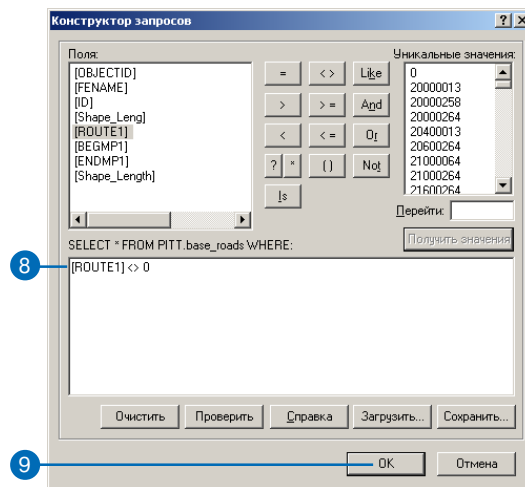 Конструктор запросов
Поля:
[OBJECTID]
[FENAME]
[ID]
[Shape_Leng]
[ROUTE1]
[BEGMP1]
[ENDMP1]
[Shape_Length]
= <> Like
> >= And
< <= Or
? * () Not
Is
Уникальные значения:
0
20000013
20000258
20000264
20400013
20600264
21000064
21000264
21600264
Перейти:
Получить значения
SELECT * FROM PITT.base_roads WHERE:
8
[ROUTE1] <> 0
Очистить Проверить Справка Загрузить... Сохранить...
9
OK Отмена